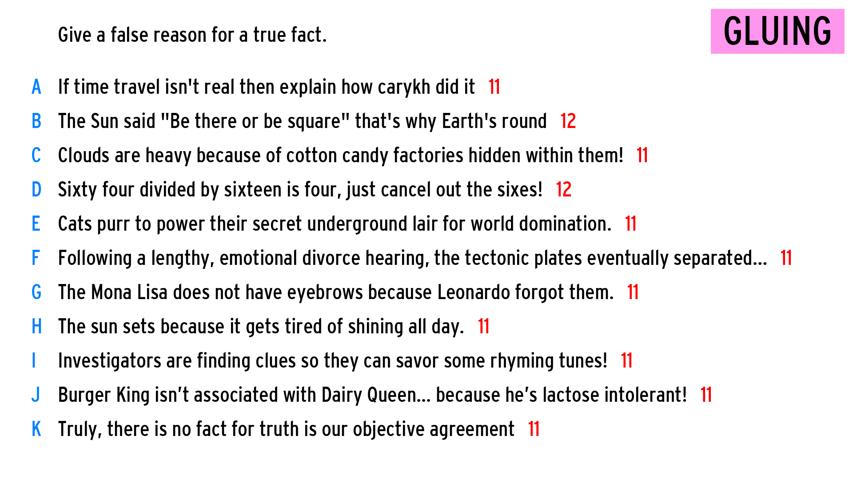 Give a false reason for a true fact.
GLUING
A If time travel isn't real then explain how carykh did it 11
B The Sun said "Be there or be square" that's why Earth's round 12
C Clouds are heavy because of cotton candy factories hidden within them! 11
D Sixty four divided by sixteen is four, just cancel out the sixes! 12
E Cats purr to power their secret underground lair for world domination. 11
F Following a lengthy, emotional divorce hearing, the tectonic plates eventually separated... 11
G The Mona Lisa does not have eyebrows because Leonardo forgot them. 11
H The sun sets because it gets tired of shining all day. 11
I Investigators are finding clues so they can savor some rhyming tunes! 11
J Burger King isn’t associated with Dairy Queen... because he’s lactose intolerant! 11
K Truly, there is no fact for truth is our objective agreement 11